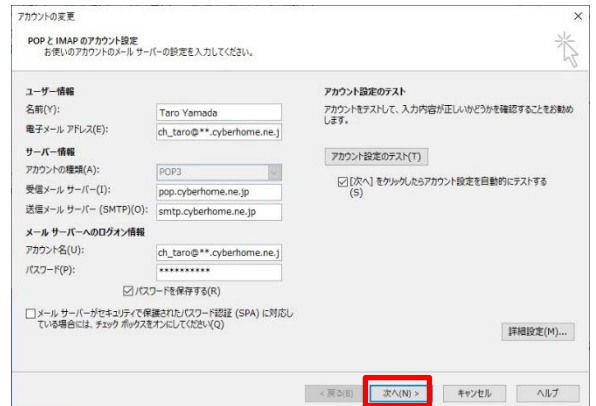 アカウントの変更
POP と IMAP のアカウント設定
お使いのアカウントのメール サーバーの設定を入力してください。
ユーザー情報
名前(Y):
Taro Yamada
電子メール アドレス(E):
ch_taro@**.cyberhome.ne.j
サーバー情報
アカウントの種類(A):
POP3
受信メール サーバー(I):
pop.cyberhome.ne.jp
送信メール サーバー (SMTP)(O):
smtp.cyberhome.ne.jp
メール サーバーへのログオン情報
アカウント名(U):
ch_taro@**.cyberhome.ne.j
パスワード(P):
**********
パスワードを保存する(R)
メール サーバーがセキュリティで保護されたパスワード認証 (SPA) に対応し
ている場合には、チェック ボックスをオンにしてください(Q)
アカウント設定のテスト
アカウントをテストして、入力内容が正しいかどうかを確認することをお勧め
します。
アカウント設定のテスト(T)
[次へ] をクリックしたらアカウント設定を自動的にテストする
(S)
詳細設定(M)...
< 戻る(B)
次へ(N) >
キャンセル
ヘルプ